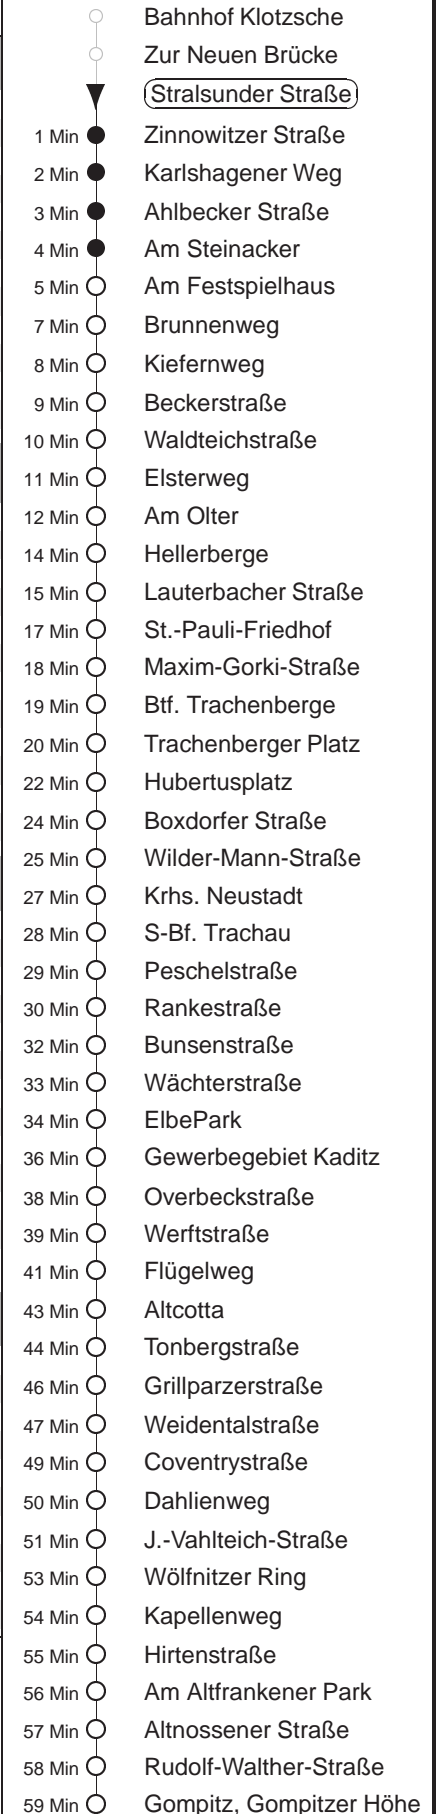 Bahnhof Klotzsche
Zur Neuen Brücke
Stralsunder Straße
1 Min Zinnowitzer Straße
2 Min Karlshagener Weg
3 Min Ahlbecker Straße
4 Min Am Steinacker
5 Min Am Festspielhaus
7 Min Brunnenweg
8 Min Kiefernweg
9 Min Beckerstraße
10 Min Waldteichstraße
11 Min Elsterweg
12 Min Am Olter
14 Min Hellerberge
15 Min Lauterbacher Straße
17 Min St.-Pauli-Friedhof
18 Min Maxim-Gorki-Straße
19 Min Btf. Trachenberge
20 Min Trachenberger Platz
22 Min Hubertusplatz
24 Min Boxdorfer Straße
25 Min Wilder-Mann-Straße
27 Min Krhs. Neustadt
28 Min S-Bf. Trachau
29 Min Peschelstraße
30 Min Rankestraße
32 Min Bunsenstraße
33 Min Wächterstraße
34 Min ElbePark
36 Min Gewerbegebiet Kaditz
38 Min Overbeckstraße
39 Min Werftstraße
41 Min Flügelweg
43 Min Altcotta
44 Min Tonbergstraße
46 Min Grillparzerstraße
47 Min Weidentalstraße
49 Min Coventrystraße
50 Min Dahlienweg
51 Min J.-Vahlteich-Straße
53 Min Wölfnitzer Ring
54 Min Kapellenweg
55 Min Hirtenstraße
56 Min Am Altfrankener Park
57 Min Altnossener Straße
58 Min Rudolf-Walther-Straße
59 Min Gompitz, Gompitzer Höhe